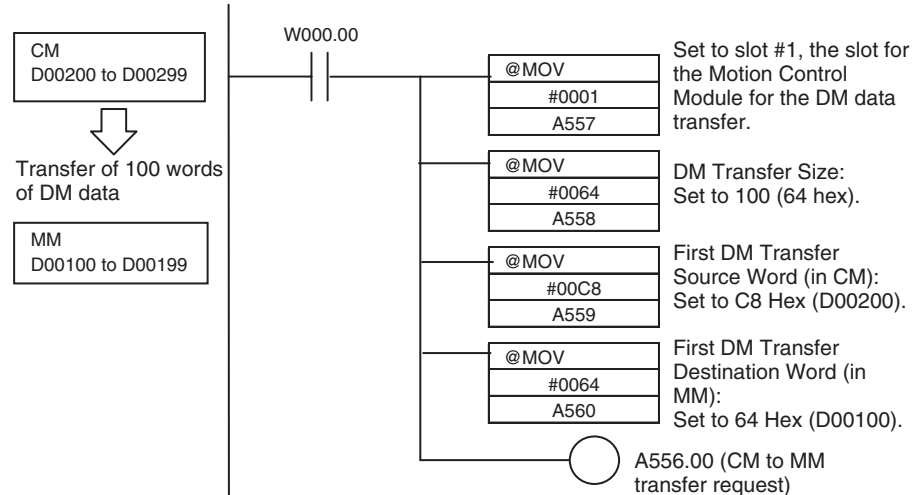 CM
D00200 to D00299
Transfer of 100 words
of DM data
MM
D00100 to D00199
W000.00
@MOV
#0001
A557
Set to slot #1, the slot for
the Motion Control
Module for the DM data
transfer.
@MOV
#0064
A558
DM Transfer Size:
Set to 100 (64 hex).
@MOV
#00C8
A559
First DM Transfer
Source Word (in CM):
Set to C8 Hex (D00200).
@MOV
#0064
A560
First DM Transfer
Destination Word (in
MM):
Set to 64 Hex (D00100).
A556.00 (CM to MM
transfer request)